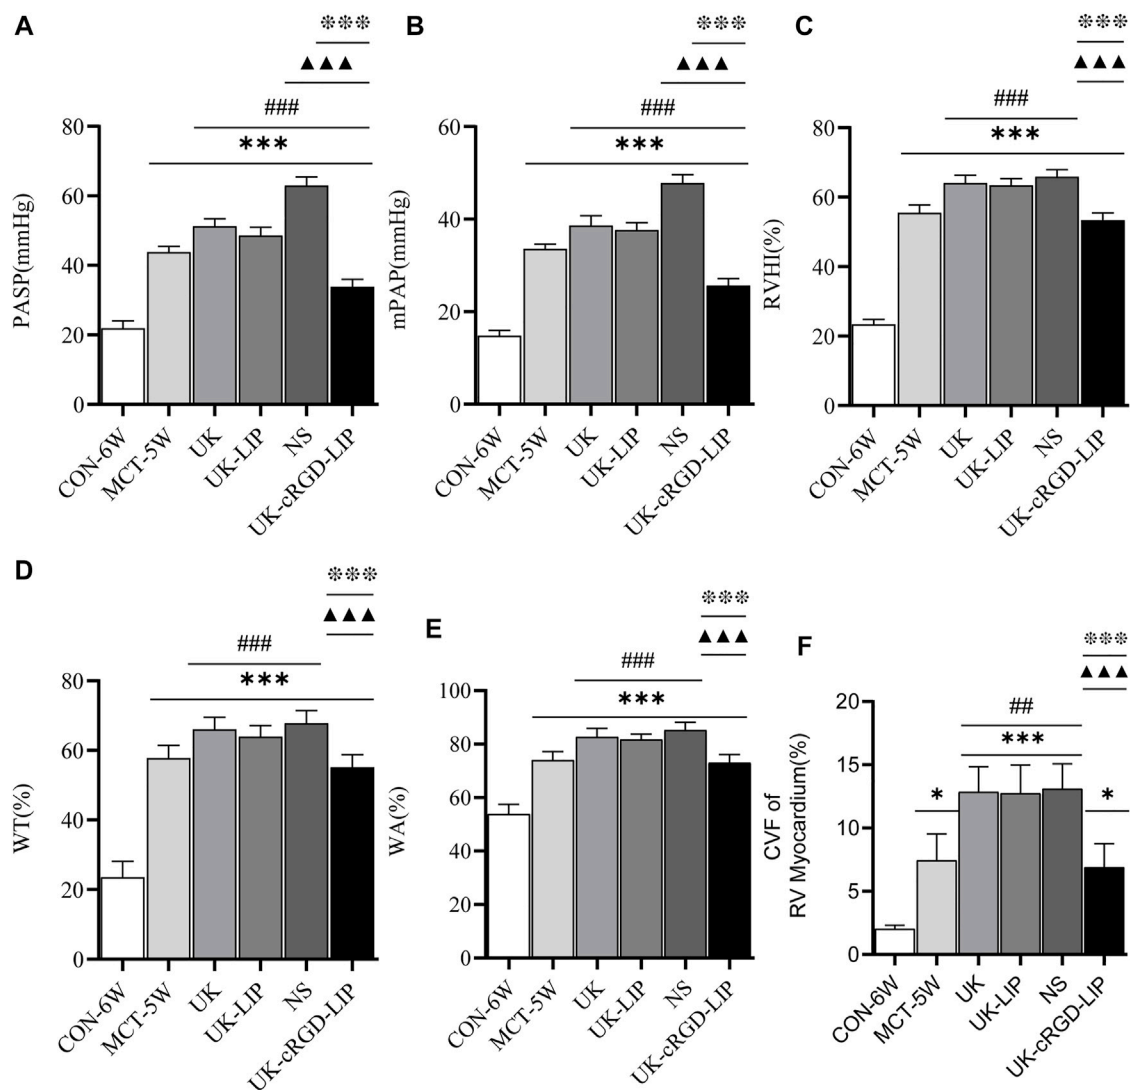 A
❊❊❊
▲▲▲
###
***
PASP(mmHg)
80
60
40
20
0
CON-6W
MCT-5W
UK
UK-LIP
NS
UK-cRGD-LIP
B
❊❊❊
▲▲▲
###
***
mPAP(mmHg)
60
40
20
0
CON-6W
MCT-5W
UK
UK-LIP
NS
UK-cRGD-LIP
C
❊❊❊
▲▲▲
###
***
RVHI(%)
80
60
40
20
0
CON-6W
MCT-5W
UK
UK-LIP
NS
UK-cRGD-LIP
D
❊❊❊
▲▲▲
###
***
WT(%)
80
60
40
20
0
CON-6W
MCT-5W
UK
UK-LIP
NS
UK-cRGD-LIP
E
❊❊❊
▲▲▲
###
***
WA(%)
100
80
60
40
20
0
CON-6W
MCT-5W
UK
UK-LIP
NS
UK-cRGD-LIP
F
❊❊❊
▲▲▲
##
***
*
*
CVF of
RV Myocardium(%)
20
15
10
5
0
CON-6W
MCT-5W
UK
UK-LIP
NS
UK-cRGD-LIP